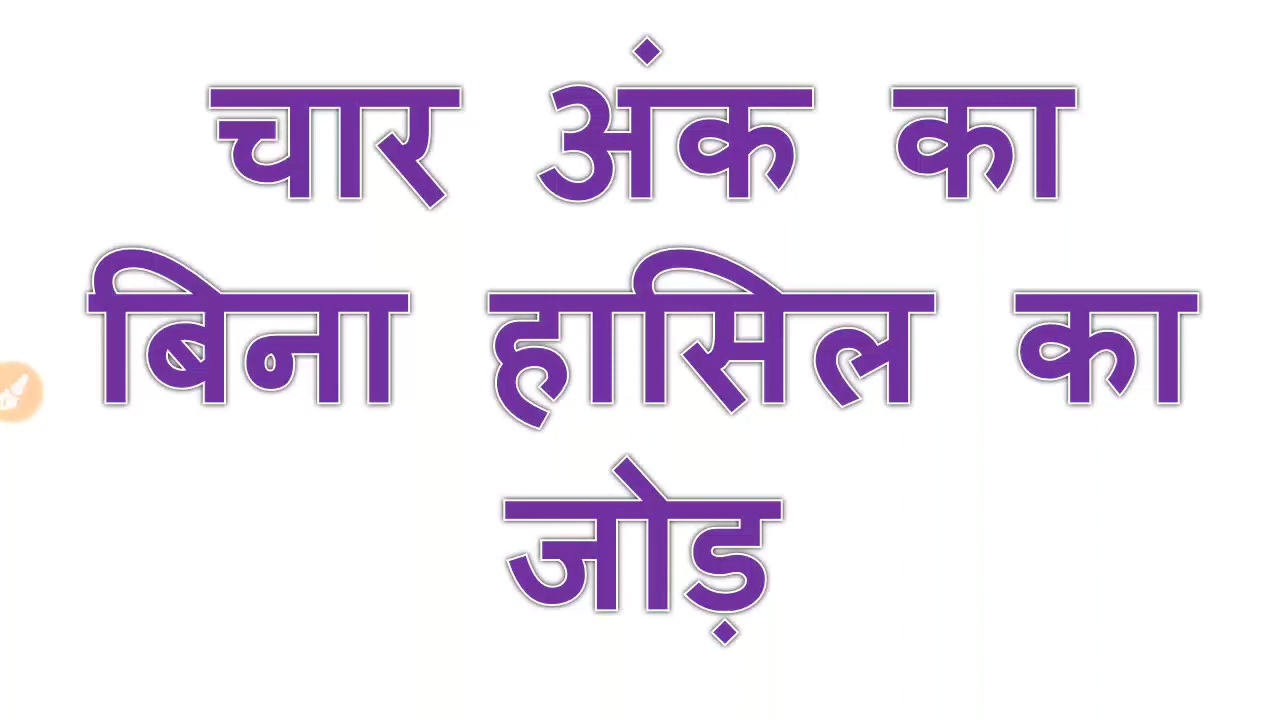 चार अंक का
बिना हासिल का
जोड़